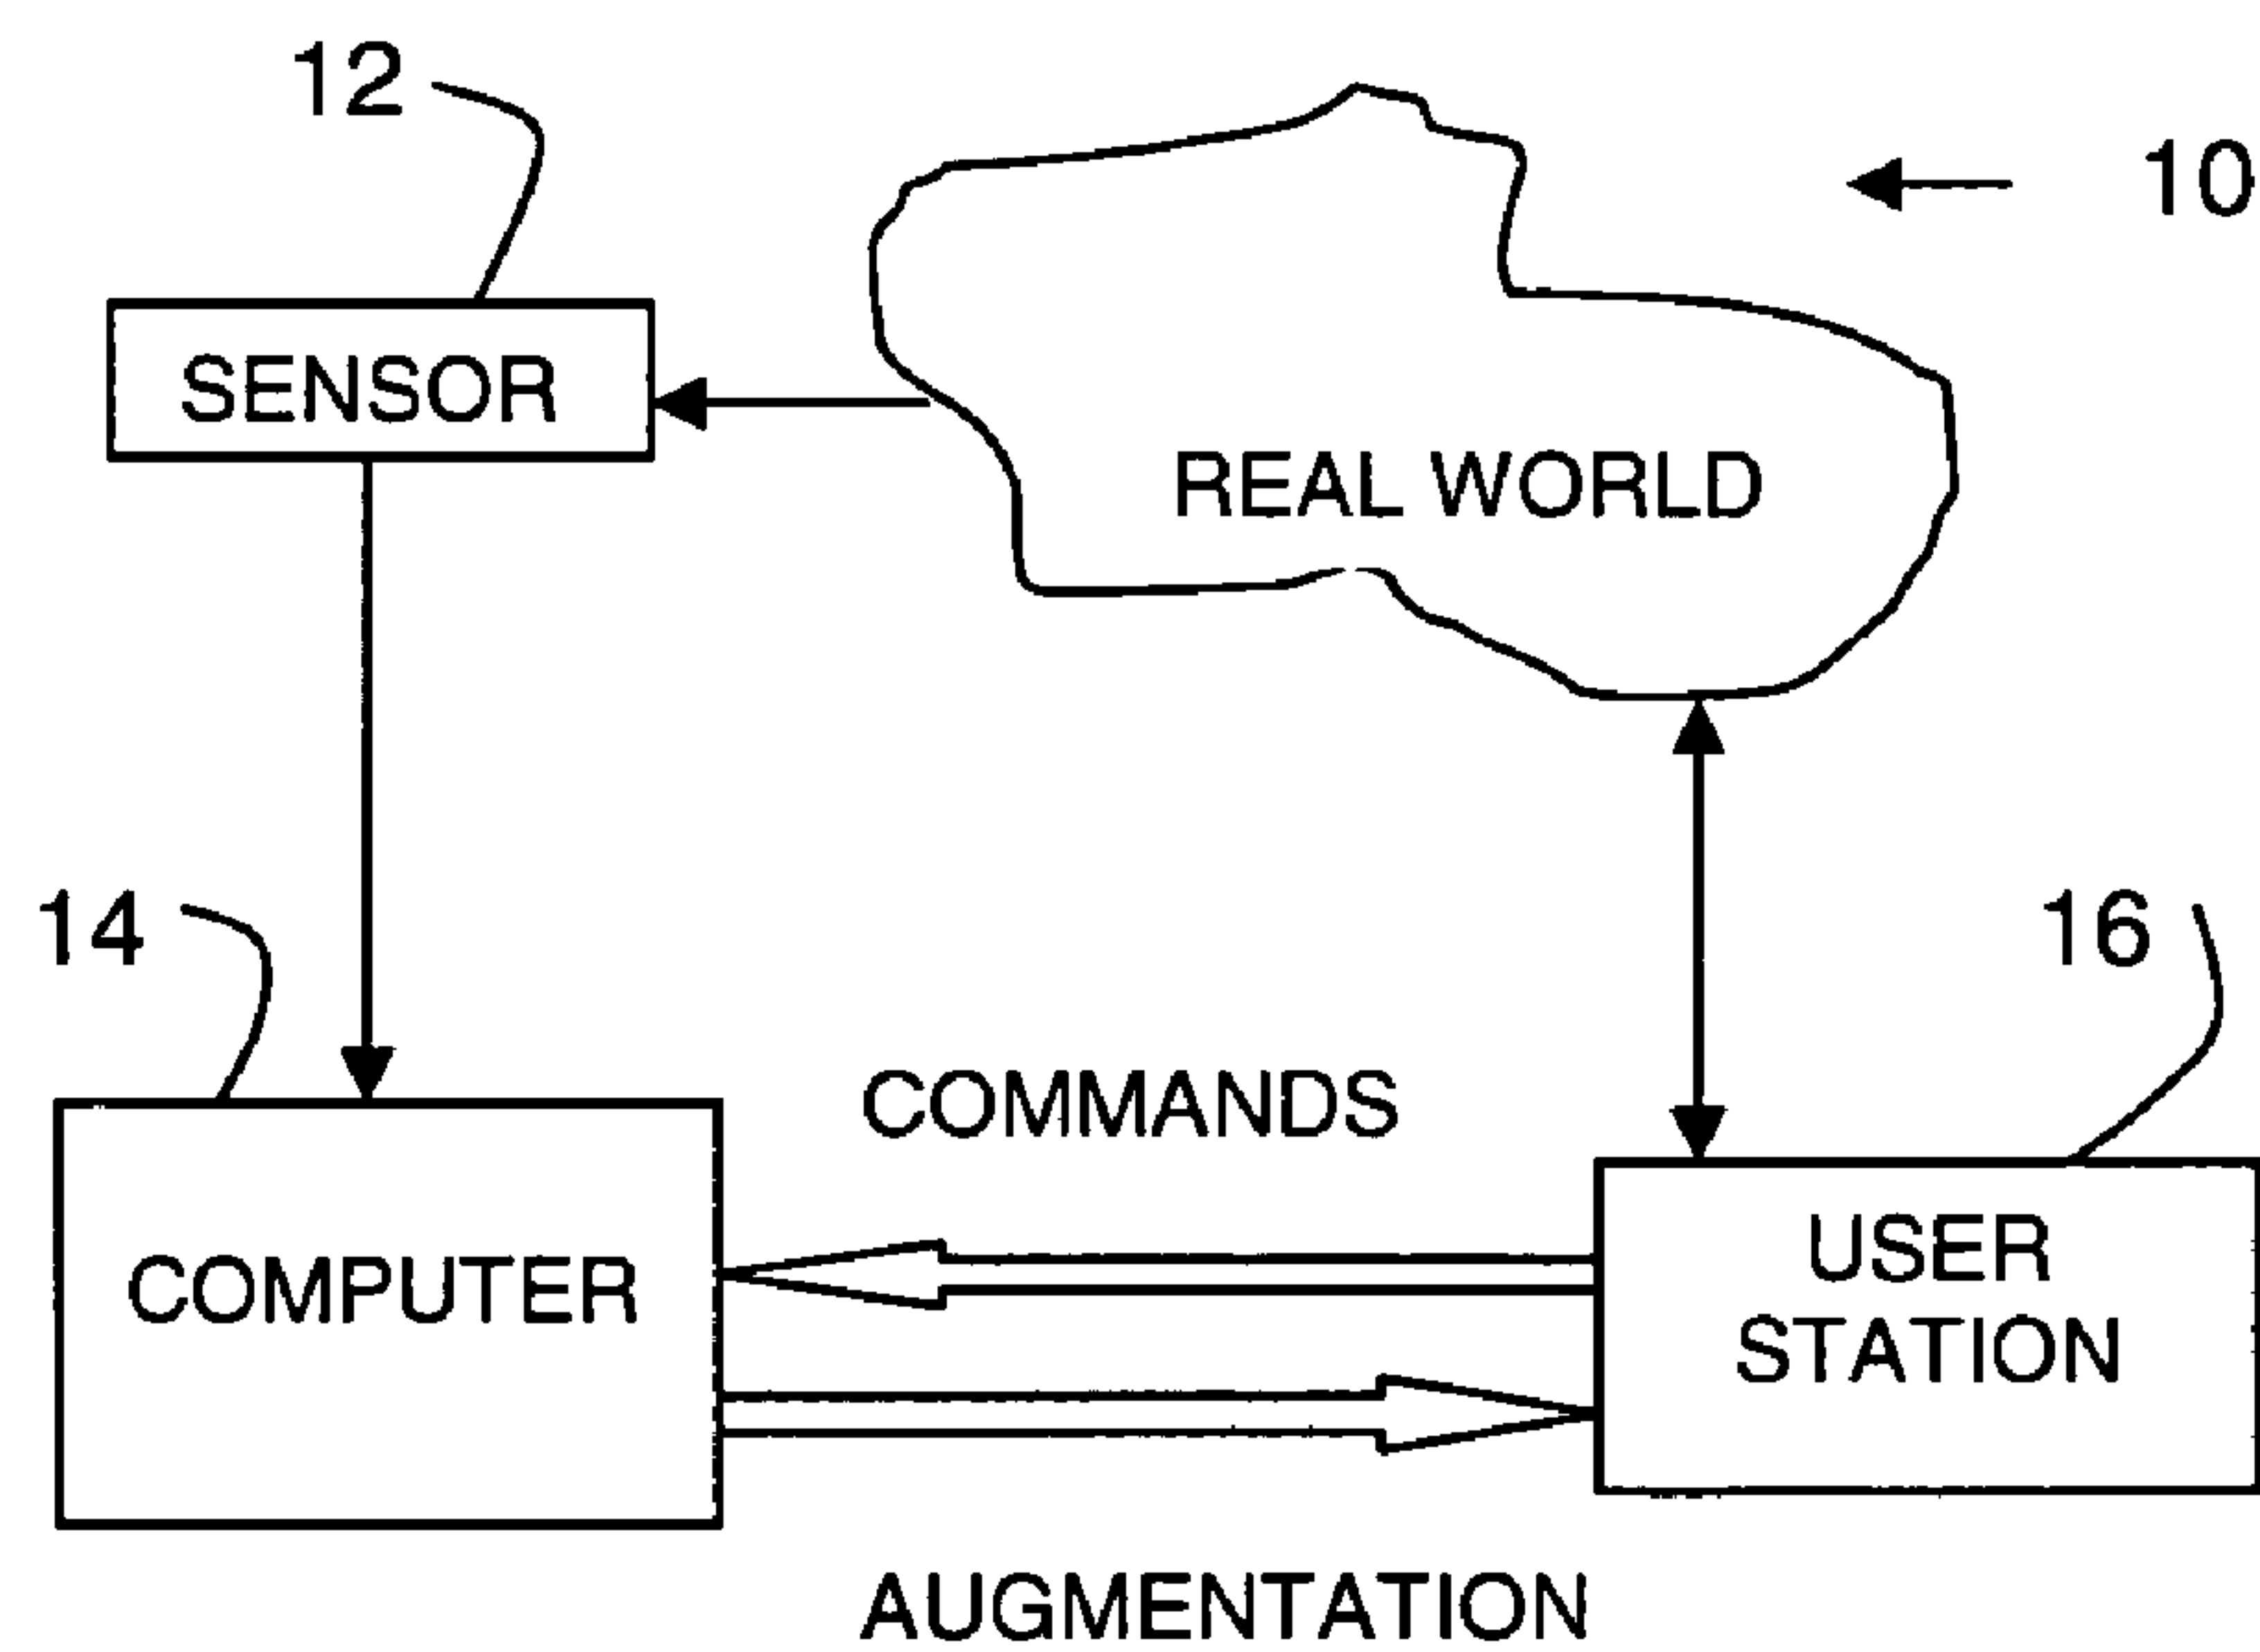 12
10
SENSOR
REAL WORLD
14
16
COMMANDS
COMPUTER
USER
STATION
AUGMENTATION